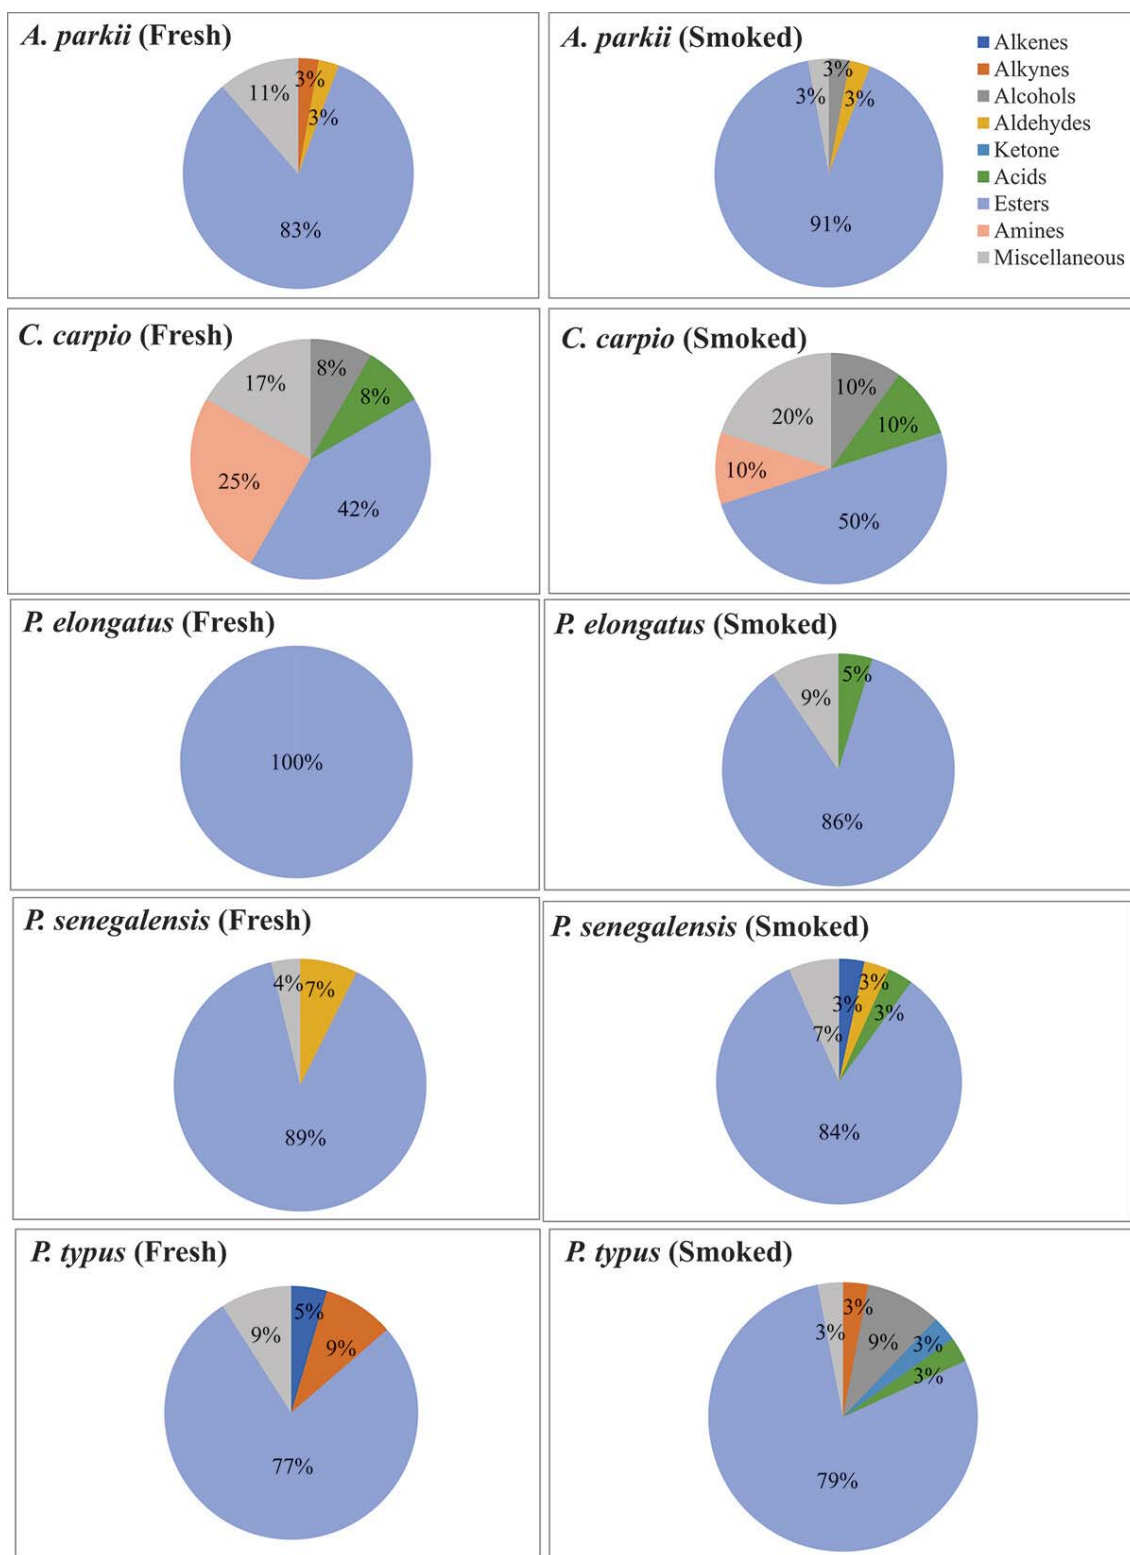 A. parkii (Fresh)
3%
11%
3%
83%
A. parkii (Smoked)
3%
3%
3%
91%
Alkenes
Alkynes
Alcohols
Aldehydes
Ketone
Acids
Esters
Amines
Miscellaneous
C. carpio (Fresh)
8%
17%
8%
25%
42%
C. carpio (Smoked)
10%
20%
10%
10%
50%
P. elongatus (Fresh)
100%
P. elongatus (Smoked)
5%
9%
86%
P. senegalensis (Fresh)
4%
7%
89%
P. senegalensis (Smoked)
3%
3%
3%
7%
84%
P. typus (Fresh)
5%
9%
9%
77%
P. typus (Smoked)
3%
3%
9%
3%
3%
79%